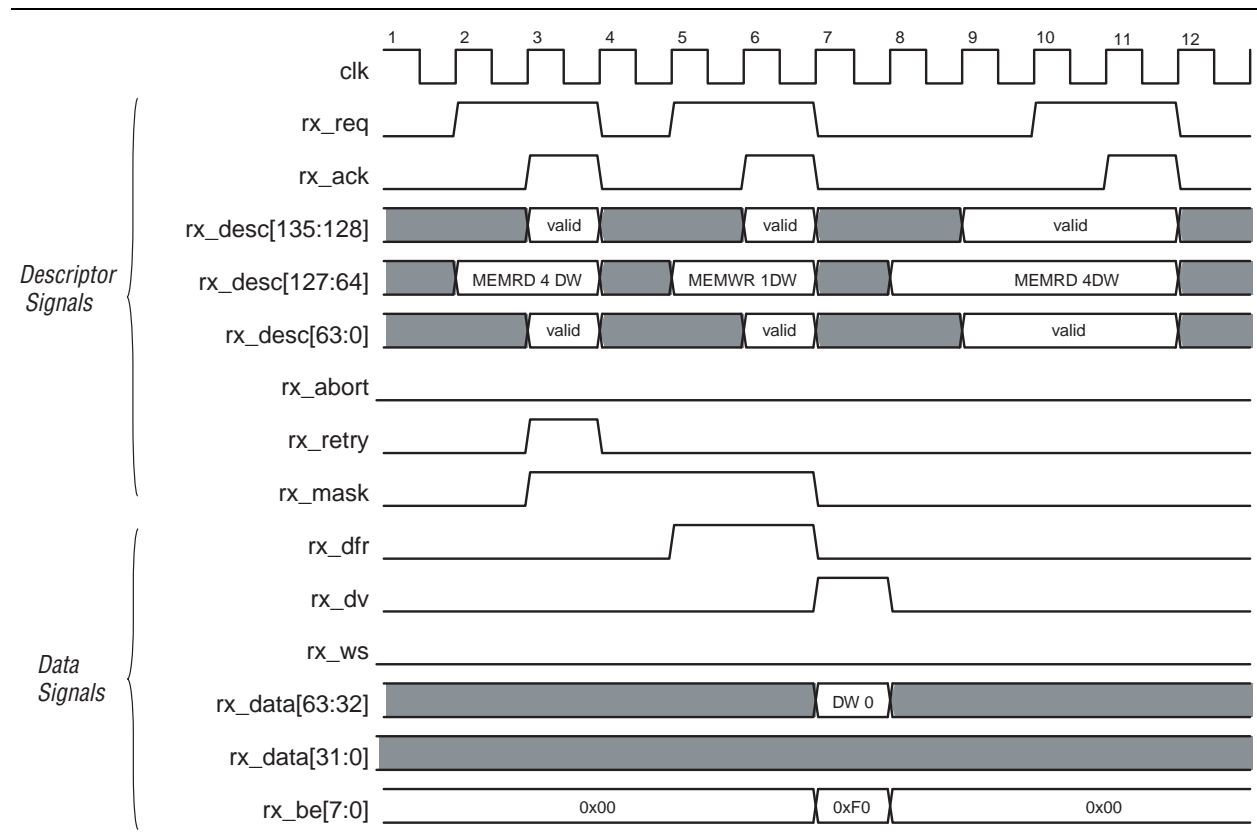 1 2 3 4 5 6 7 8 9 10 11 12
clk
Descriptor
Signals
rx_req
rx_ack
rx_desc[135:128] valid valid valid
rx_desc[127:64] MEMRD 4 DW MEMWR 1DW MEMRD 4DW
rx_desc[63:0] valid valid valid
rx_abort
rx_retry
rx_mask
Data
Signals
rx_dfr
rx_dv
rx_ws
rx_data[63:32] DW 0
rx_data[31:0]
rx_be[7:0] 0x00 0xF0 0x00